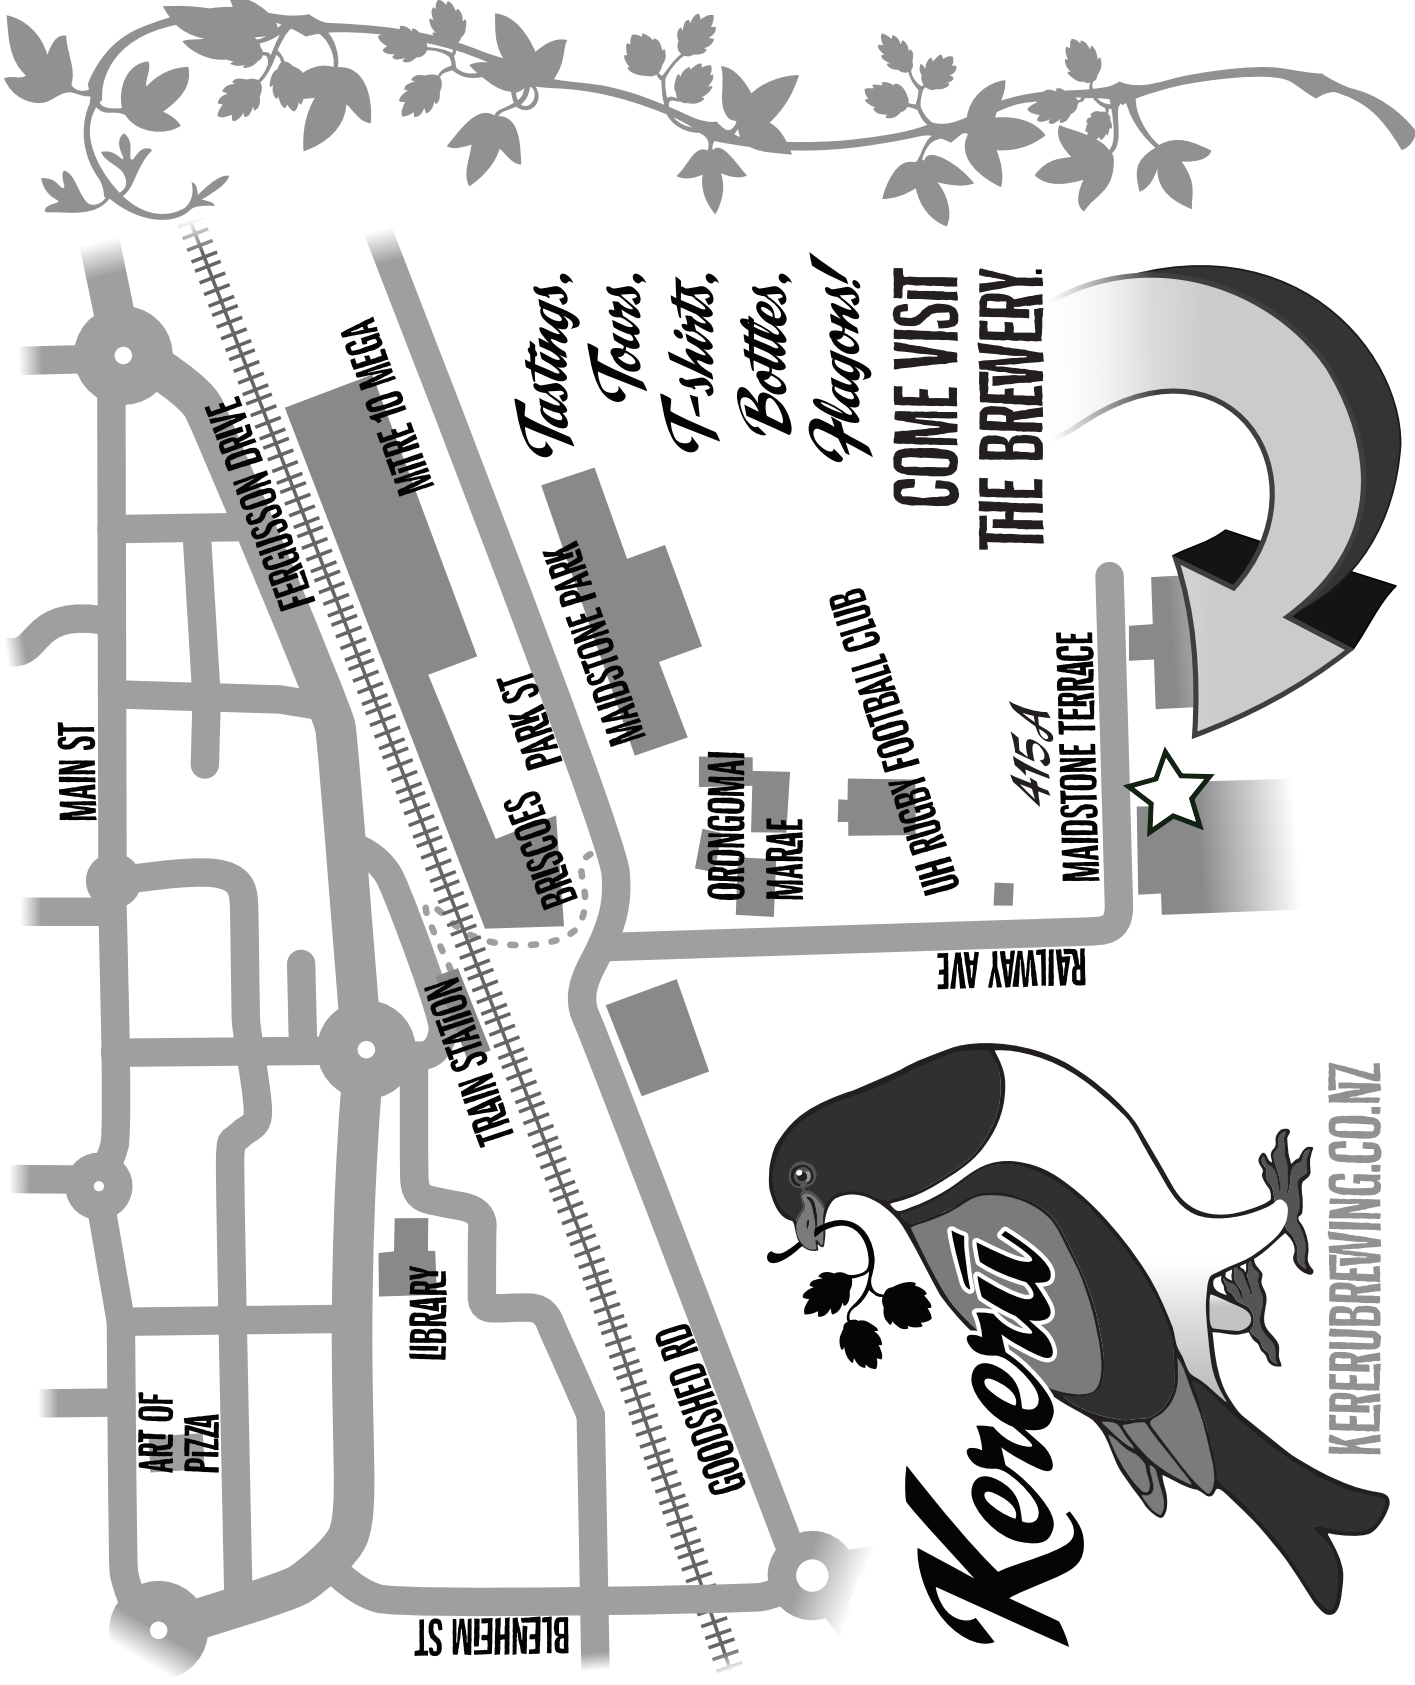 Tastings,
Tours,
T-shirts,
Bottles,
Flagons!
COME VISIT
THE BREWERY.
MAIN ST
FERGUSSON DRIVE
MITRE 10 MEGA
PARK ST
MAIDSTONE PARK
BRISCOES
ORONGOMAI
MARAE
UH RUGBY FOOTBALL CLUB
415A
MAIDSTONE TERRACE
RAILWAY AVE
TRAIN STATION
LIBRARY
ART OF
PIZZA
GOODSHED RD
BLENHEIM ST
Kererū
KERERUBREWING.CO.NZ